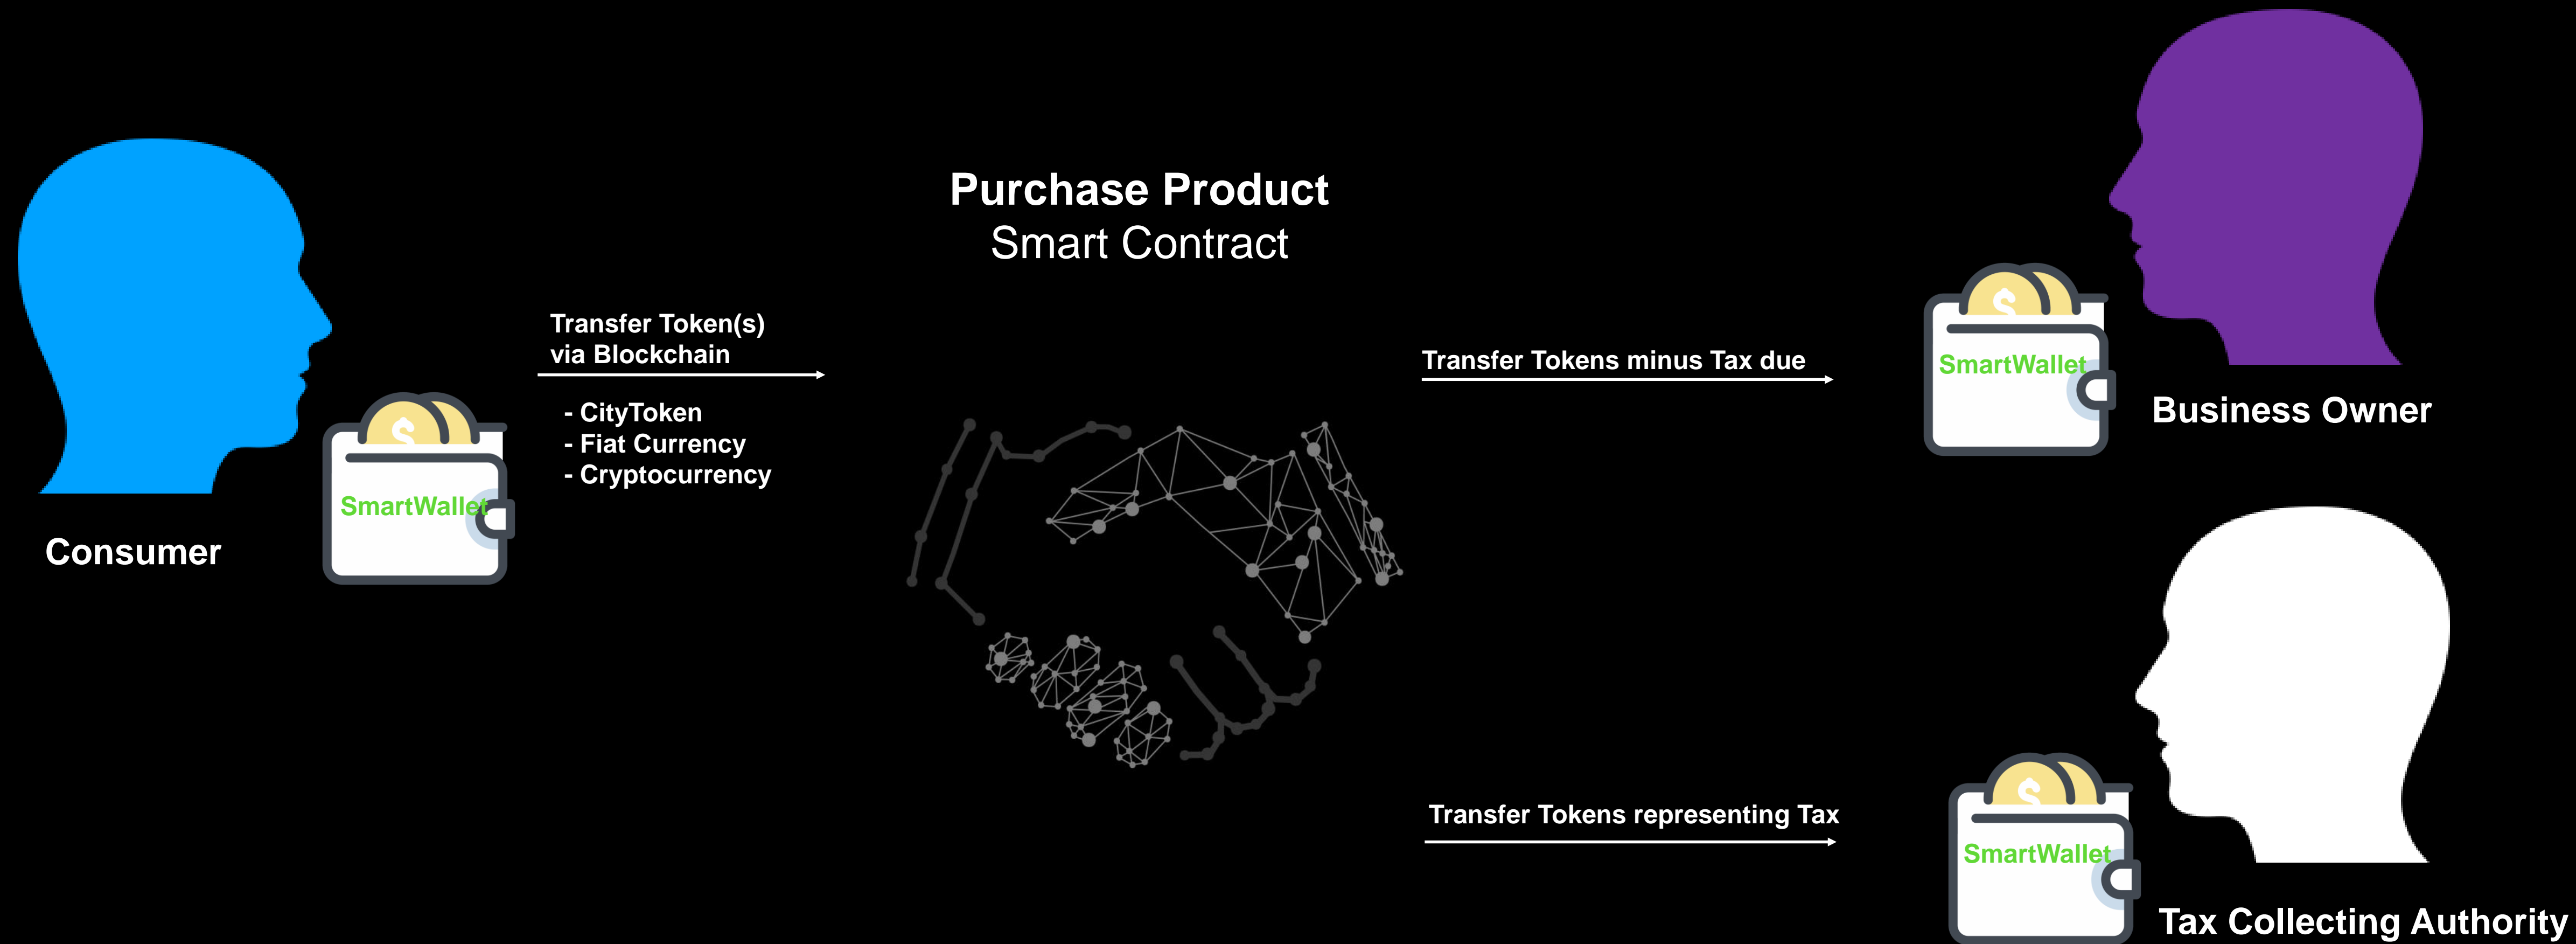 Purchase Product
Smart Contract
Transfer Token(s)
via Blockchain
- CityToken
- Fiat Currency
- Cryptocurrency
SmartWallet
Consumer
Transfer Tokens minus Tax due
SmartWallet
Business Owner
Transfer Tokens representing Tax
SmartWallet
Tax Collecting Authority